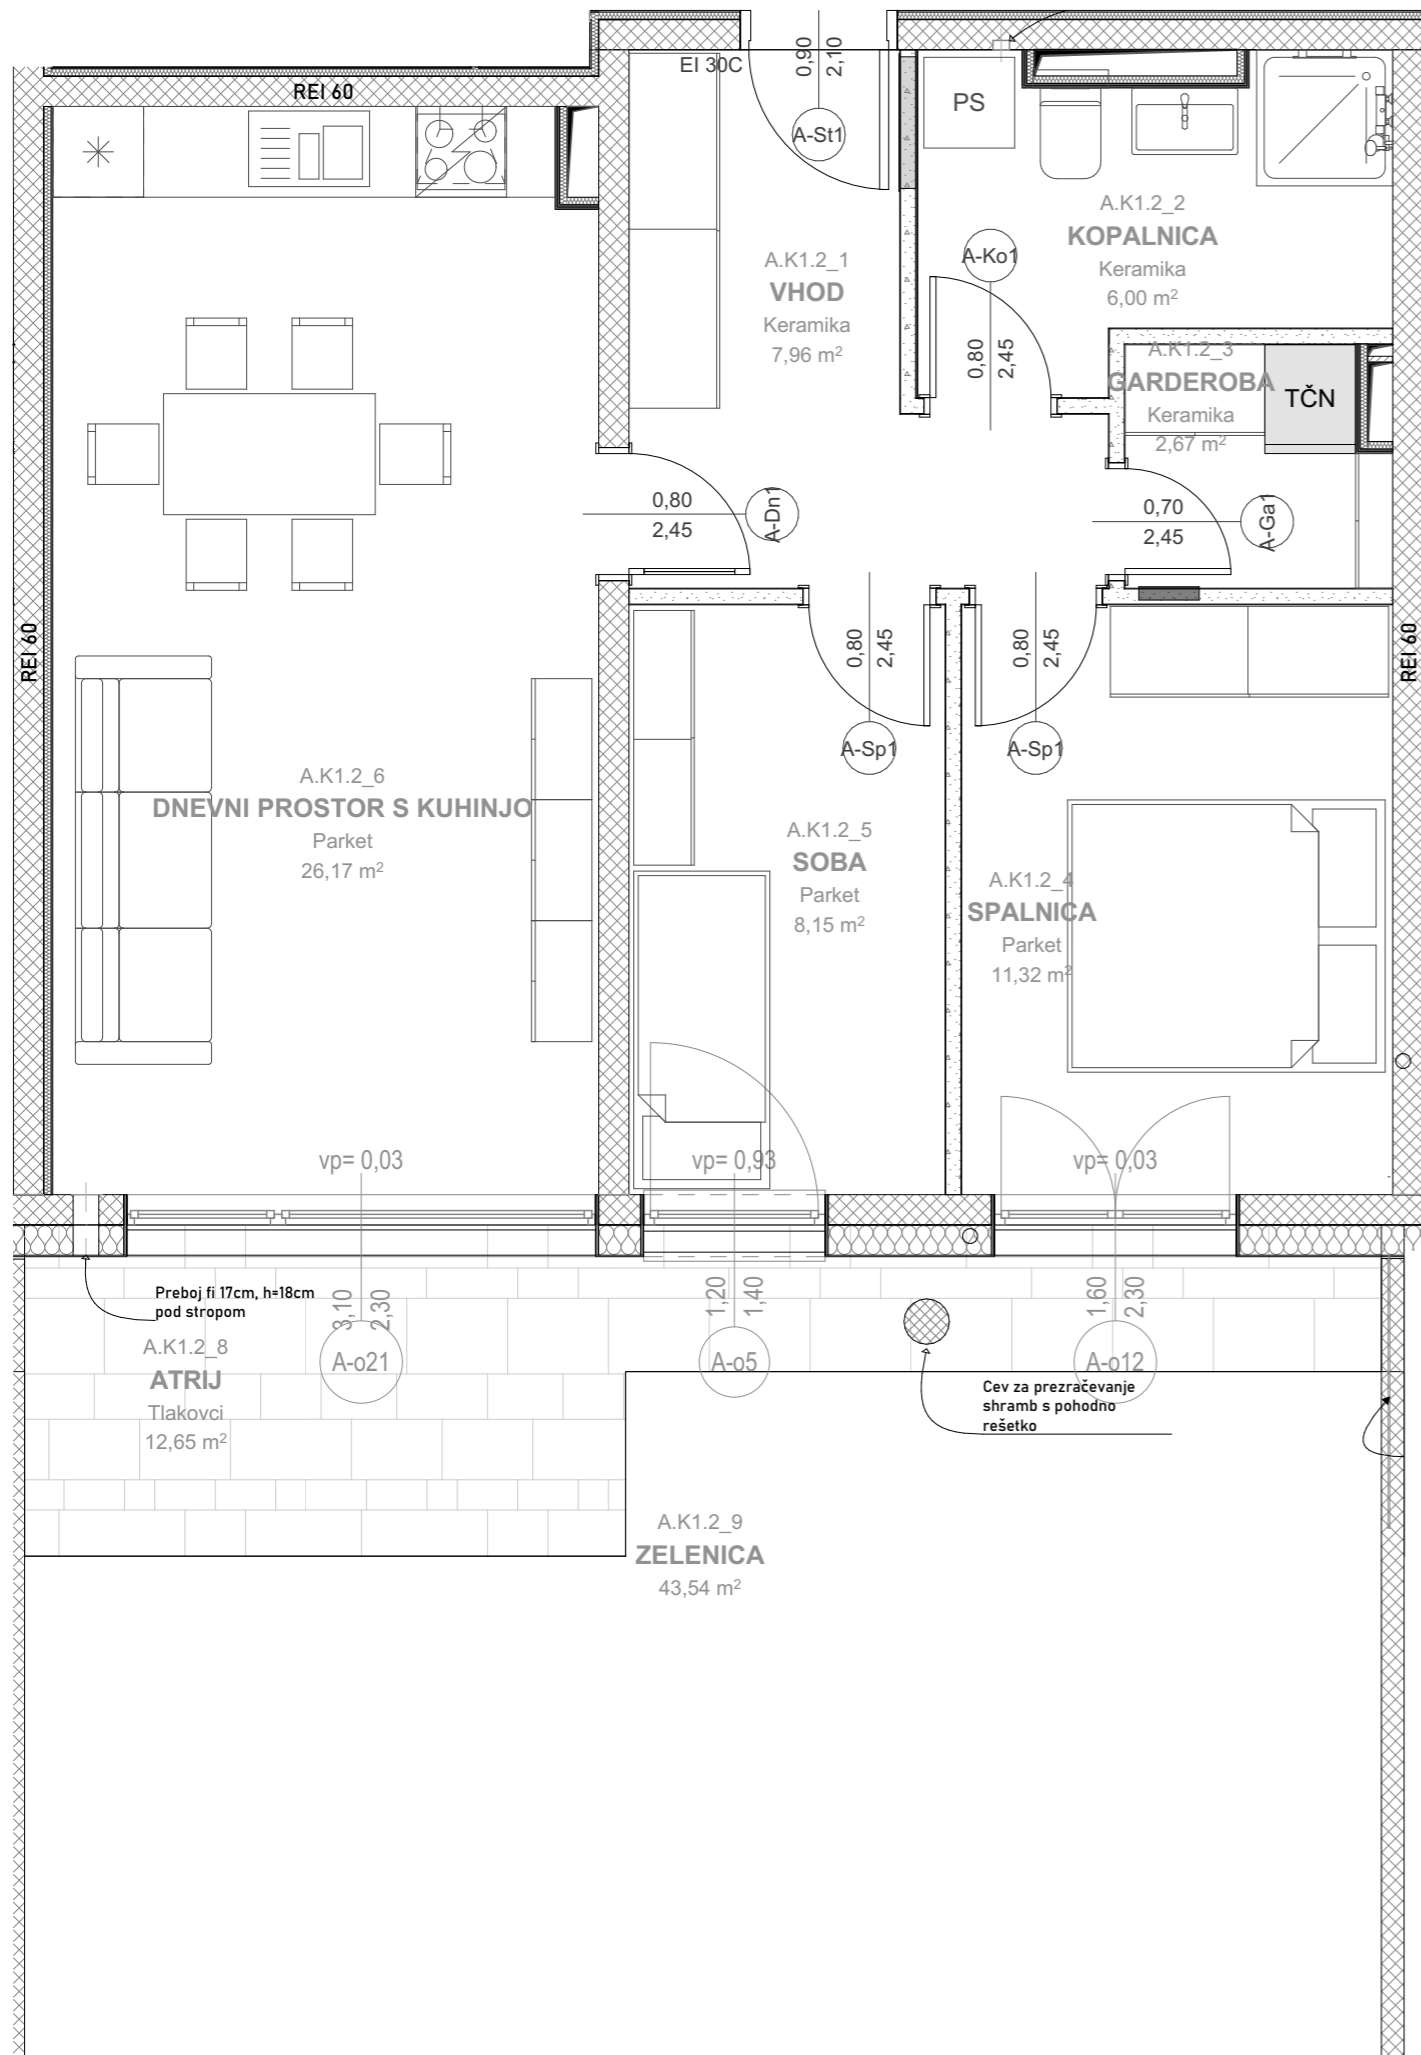 REI 60
EI 30C
0,90
2,10
A-St1
PS
A.K1.2_2
KOPALNICA
Keramika
6,00 m²
A.K1.2_1
VHOD
Keramika
7,96 m²
A-Ko1
0,80
2,45
A.K1.2_3
GARDEROBA
Keramika
2,67 m²
TČN
0,80
2,45
A-Dn1
0,70
2,45
A-Ga1
REI 60
0,80
2,45
A-Sp1
0,80
2,45
A-Sp1
REI 60
A.K1.2_6
DNEVNI PROSTOR S KUHINJO
Parket
26,17 m²
A.K1.2_5
SOBA
Parket
8,15 m²
A.K1.2_4
SPALNICA
Parket
11,32 m²
vp= 0,03
vp= 0,93
vp= 0,03
Preboj fi 17cm, h=18cm
pod stropom
3,10
2,30
A-o21
1,20
1,40
A-o5
1,60
2,30
A-o12
A.K1.2_8
ATRIJ
Tlakovci
12,65 m²
Cev za prezračevanje
shramb s pohodno
rešetko
A.K1.2_9
ZELENICA
43,54 m²